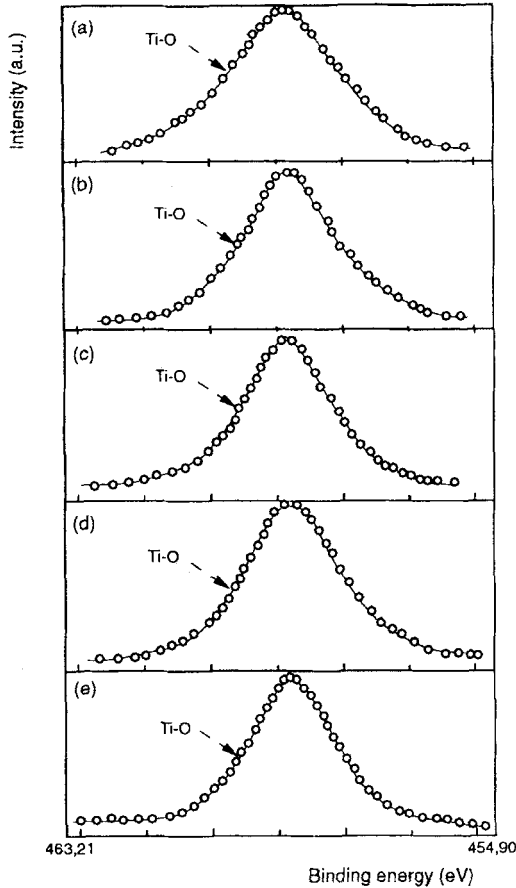 (a)
Ti-O
Intensity (a.u.)
(b)
Ti-O
(c)
Ti-O
(d)
Ti-O
(e)
Ti-O
463,21
454,90
Binding energy (eV)